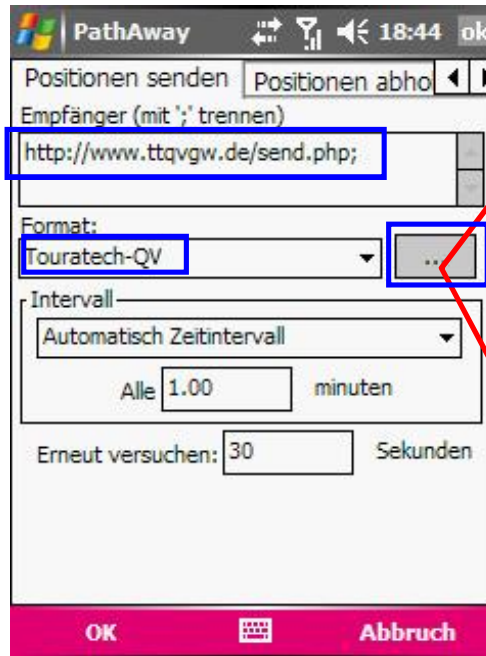 PathAway 18:44 ok
Positionen senden Positionen abho
Empfänger (mit ';' trennen)
http://www.ttqvgw.de/send.php;
Format:
Touratech-QV ...
Intervall
Automatisch Zeitintervall
Alle 1.00 minuten
Erneut versuchen: 30 Sekunden
OK Abbruch